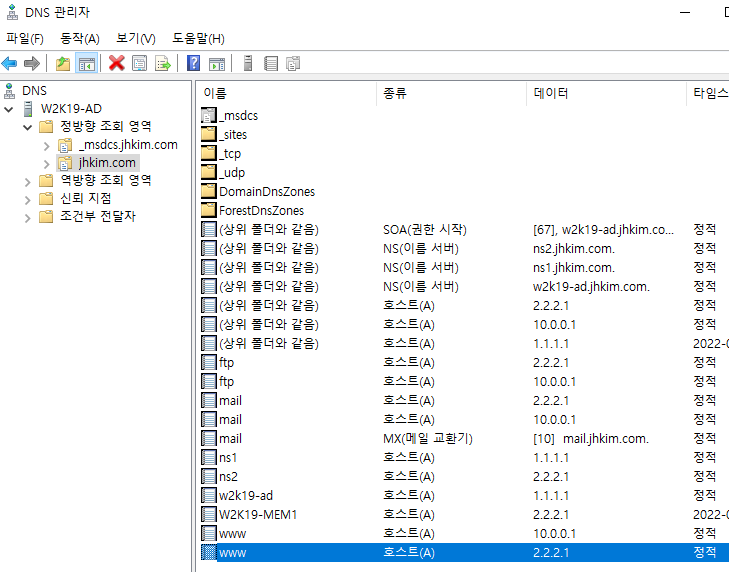 DNS 관리자
파일(F) 동작(A) 보기(V) 도움말(H)
DNS
W2K19-AD
정방향 조회 영역
_msdcs.jhkim.com
jhkim.com
역방향 조회 영역
신뢰 지점
조건부 전달자
이름 종류 데이터 타임스
_msdcs
_sites
_tcp
_udp
DomainDnsZones
ForestDnsZones
(상위 폴더와 같음) SOA(권한 시작) [67], w2k19-ad.jhkim.co... 정적
(상위 폴더와 같음) NS(이름 서버) ns2.jhkim.com. 정적
(상위 폴더와 같음) NS(이름 서버) ns1.jhkim.com. 정적
(상위 폴더와 같음) NS(이름 서버) w2k19-ad.jhkim.com. 정적
(상위 폴더와 같음) 호스트(A) 2.2.2.1 정적
(상위 폴더와 같음) 호스트(A) 10.0.0.1 정적
(상위 폴더와 같음) 호스트(A) 1.1.1.1 2022-0
ftp 호스트(A) 2.2.2.1 정적
ftp 호스트(A) 10.0.0.1 정적
mail 호스트(A) 2.2.2.1 정적
mail 호스트(A) 10.0.0.1 정적
mail MX(메일 교환기) [10] mail.jhkim.com. 정적
ns1 호스트(A) 1.1.1.1 정적
ns2 호스트(A) 2.2.2.1 정적
w2k19-ad 호스트(A) 1.1.1.1 정적
W2K19-MEM1 호스트(A) 2.2.2.1 2022-0
www 호스트(A) 10.0.0.1 정적
www 호스트(A) 2.2.2.1 정적